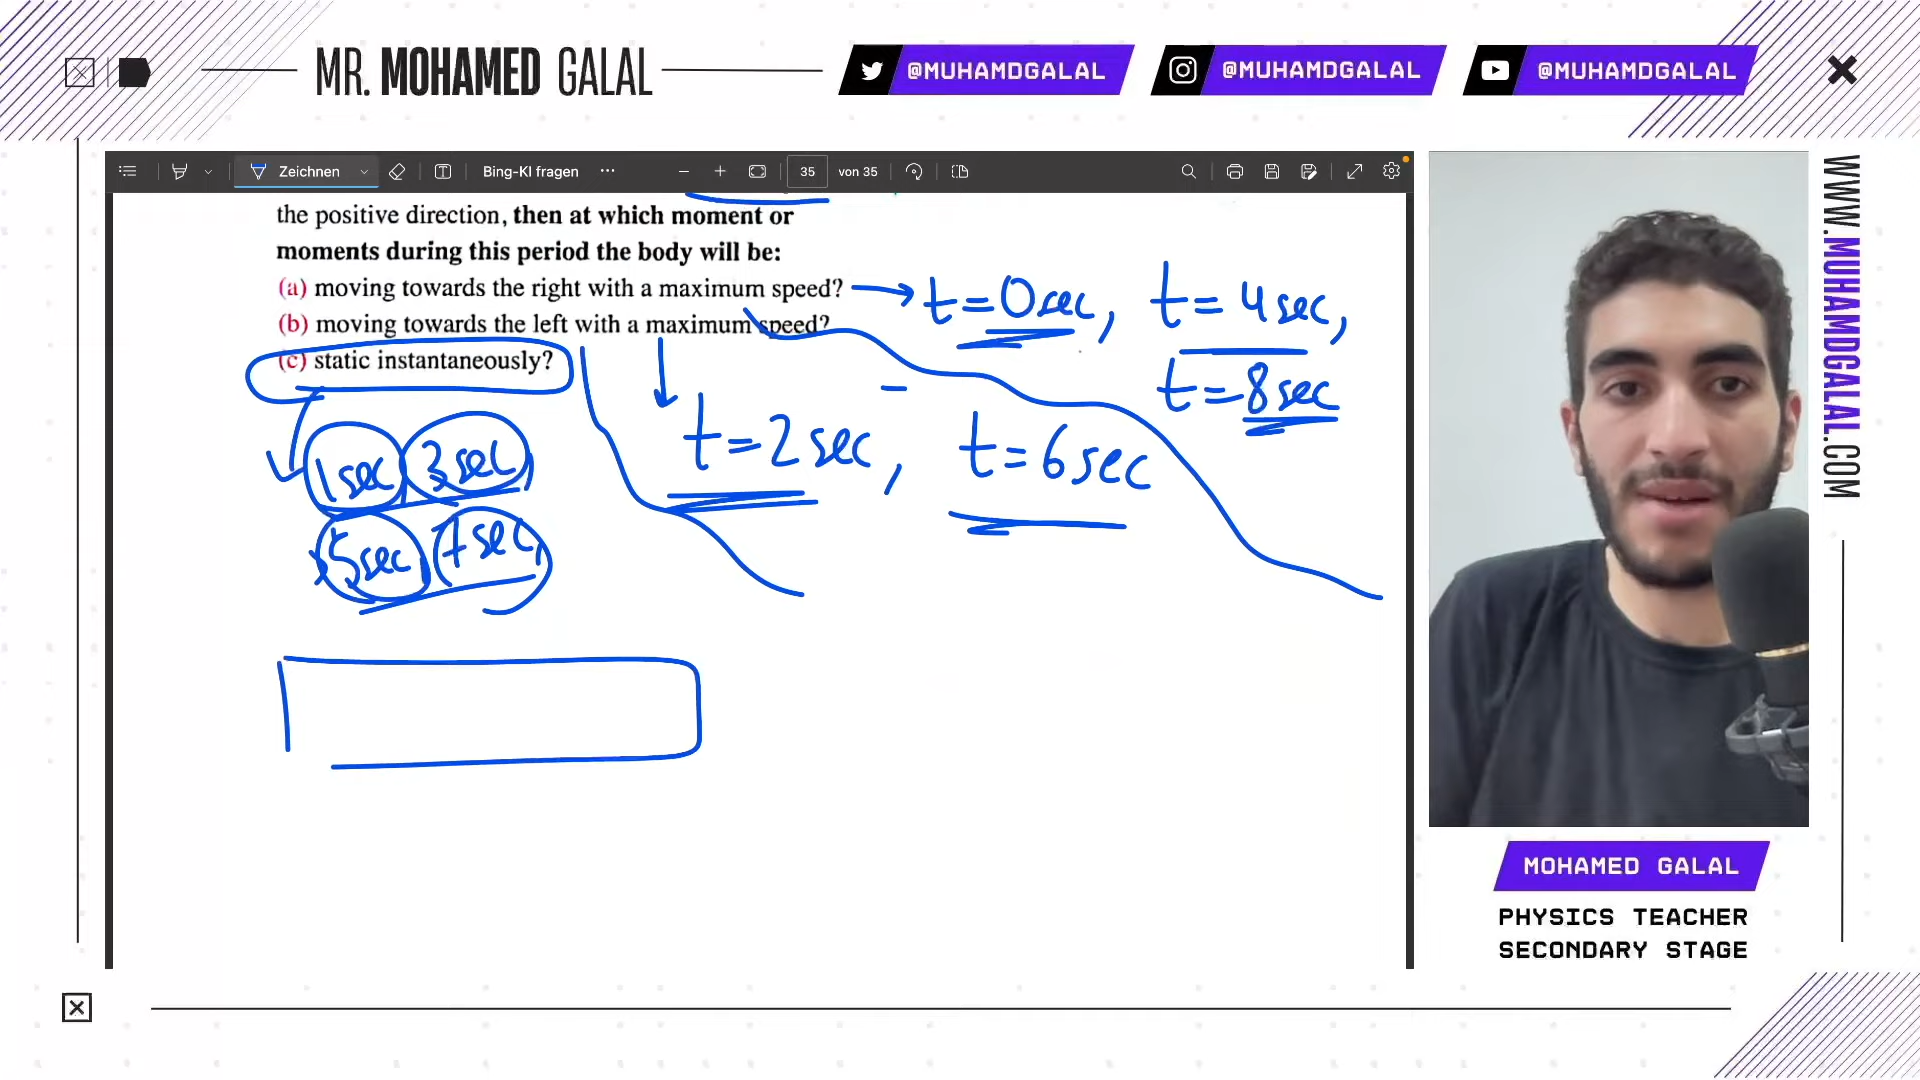 MR. MOHAMED GALAL
@MUHAMDGALAL
@MUHAMDGALAL
@MUHAMDGALAL
Zeichnen
Bing-KI fragen
35
von 35
the positive direction, then at which moment or
moments during this period the body will be:
(a) moving towards the right with a maximum speed?
(b) moving towards the left with a maximum speed?
(c) static instantaneously?
t=0sec, t=4sec,
t=8sec
t=2sec, t=6sec
1sec 3sec
5sec 7sec
WWW.MUHAMDGALAL.COM
MOHAMED GALAL
PHYSICS TEACHER
SECONDARY STAGE